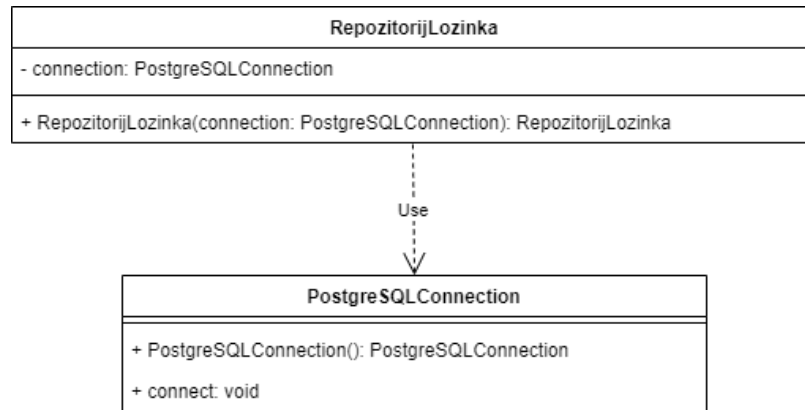 RepozitorijLozinka
- connection: PostgreSQLConnection
+ RepozitorijLozinka(connection: PostgreSQLConnection): RepozitorijLozinka
Use
PostgreSQLConnection
+ PostgreSQLConnection(): PostgreSQLConnection
+ connect: void